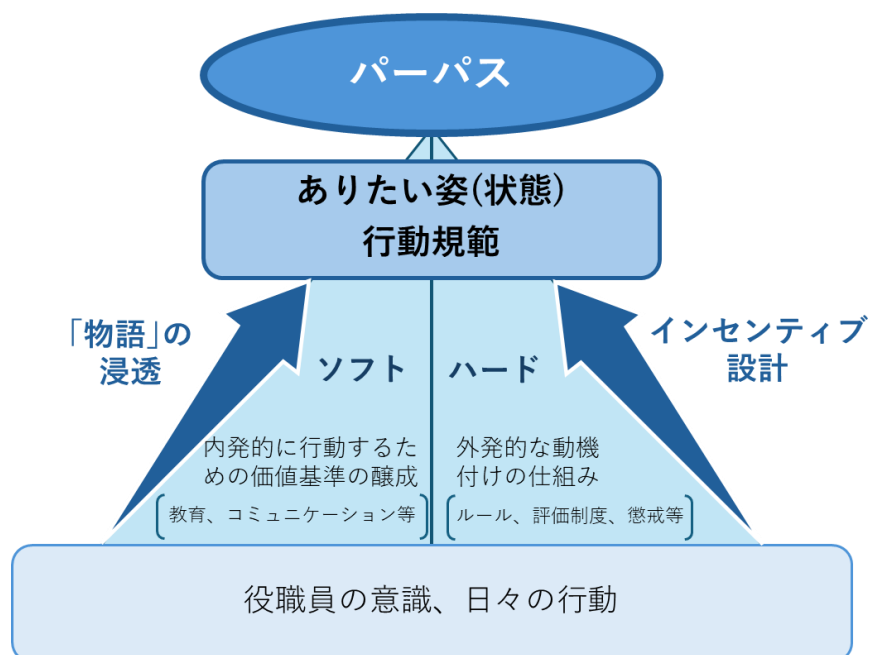 パーパス
ありたい姿(状態)
行動規範
「物語」の
浸透
インセンティブ
設計
ソフト
ハード
内発的に行動するた
めの価値基準の醸成
外発的な動機
付けの仕組み
教育、コミュニケーション等
ルール、評価制度、懲戒等
役職員の意識、日々の行動